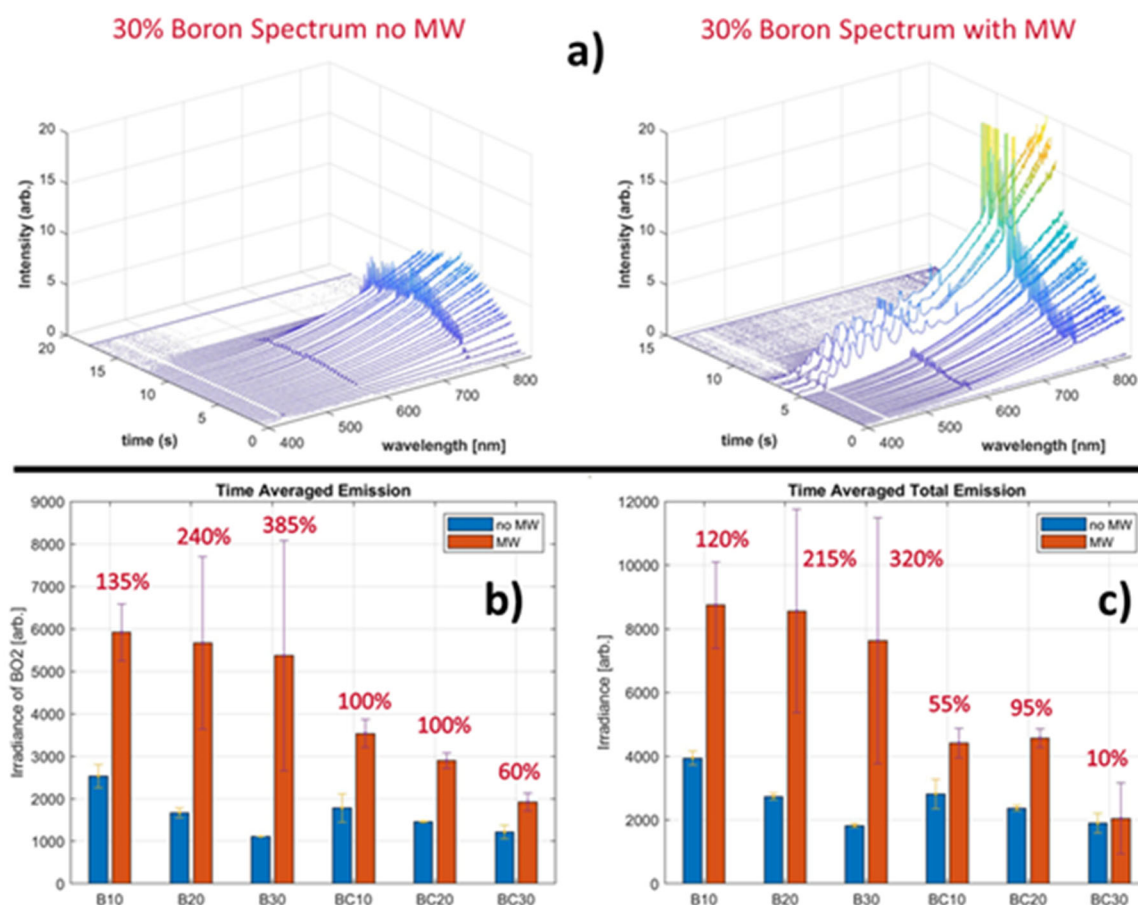 30% Boron Spectrum no MW
30% Boron Spectrum with MW
a)
20
15
10
5
0
Intensity (arb.)
20
15
10
5
0
time (s)
400
500
600
700
800
wavelength [nm]
20
15
10
5
0
Intensity (arb.)
15
10
5
0
time (s)
400
500
600
700
800
wavelength [nm]
Time Averaged Emission
9000
8000
7000
6000
5000
4000
3000
2000
1000
0
Irradiance of BO2 [arb.]
no MW
MW
135%
240%
385%
100%
100%
60%
b)
B10
B20
B30
BC10
BC20
BC30
Time Averaged Total Emission
12000
10000
8000
6000
4000
2000
0
Irradiance [arb.]
no MW
MW
120%
215%
320%
55%
95%
10%
c)
B10
B20
B30
BC10
BC20
BC30